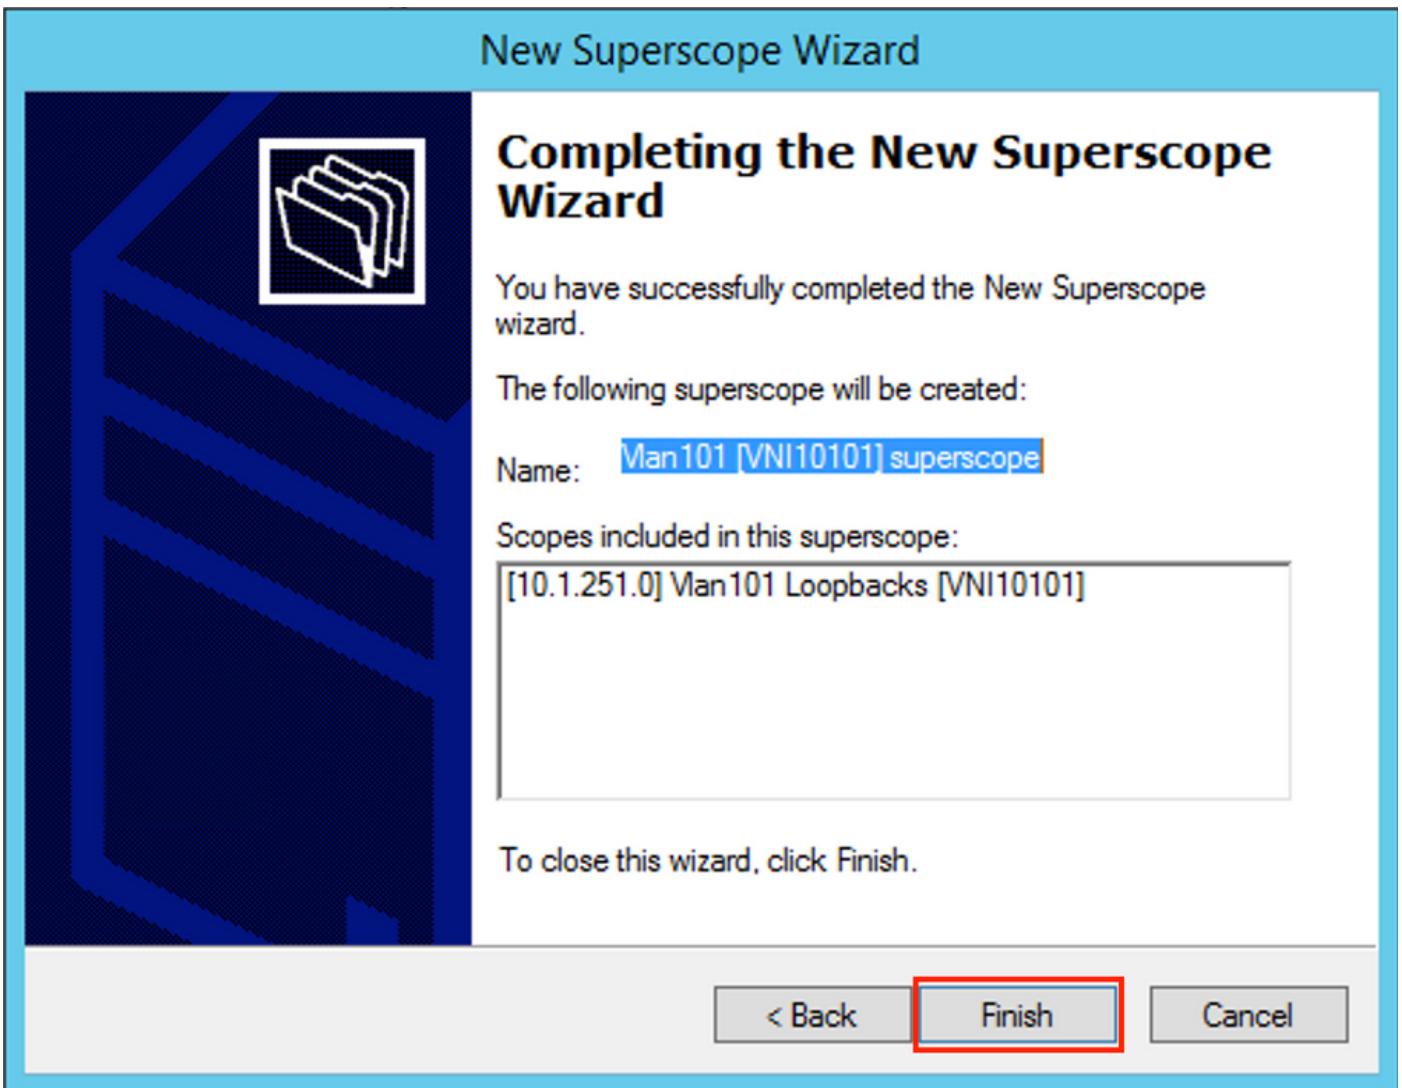 New Superscope Wizard
Completing the New Superscope
Wizard
You have successfully completed the New Superscope
wizard.
The following superscope will be created:
Name: Vlan101 [VNI10101] superscope
Scopes included in this superscope:
[10.1.251.0] Vlan101 Loopbacks [VNI10101]
To close this wizard, click Finish.
< Back Finish Cancel